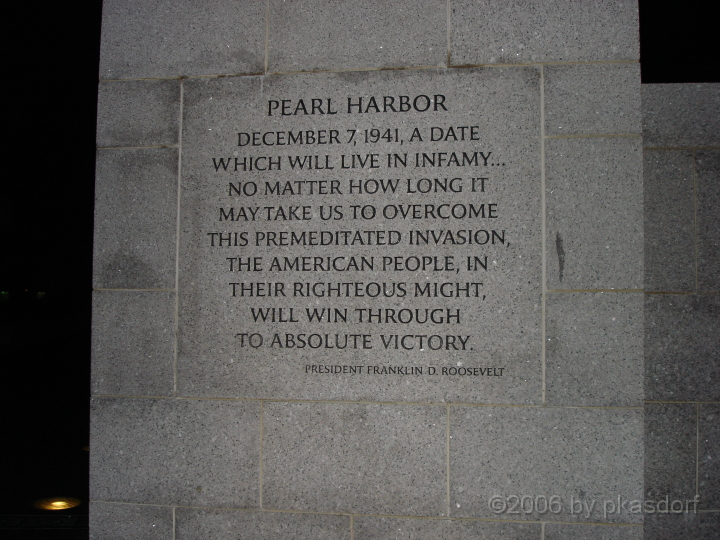 PEARL HARBOR
DECEMBER 7, 1941, A DATE
WHICH WILL LIVE IN INFAMY...
NO MATTER HOW LONG IT
MAY TAKE US TO OVERCOME
THIS PREMEDITATED INVASION,
THE AMERICAN PEOPLE, IN
THEIR RIGHTEOUS MIGHT,
WILL WIN THROUGH
TO ABSOLUTE VICTORY.
PRESIDENT FRANKLIN D. ROOSEVELT
©2006 by pkasdorf